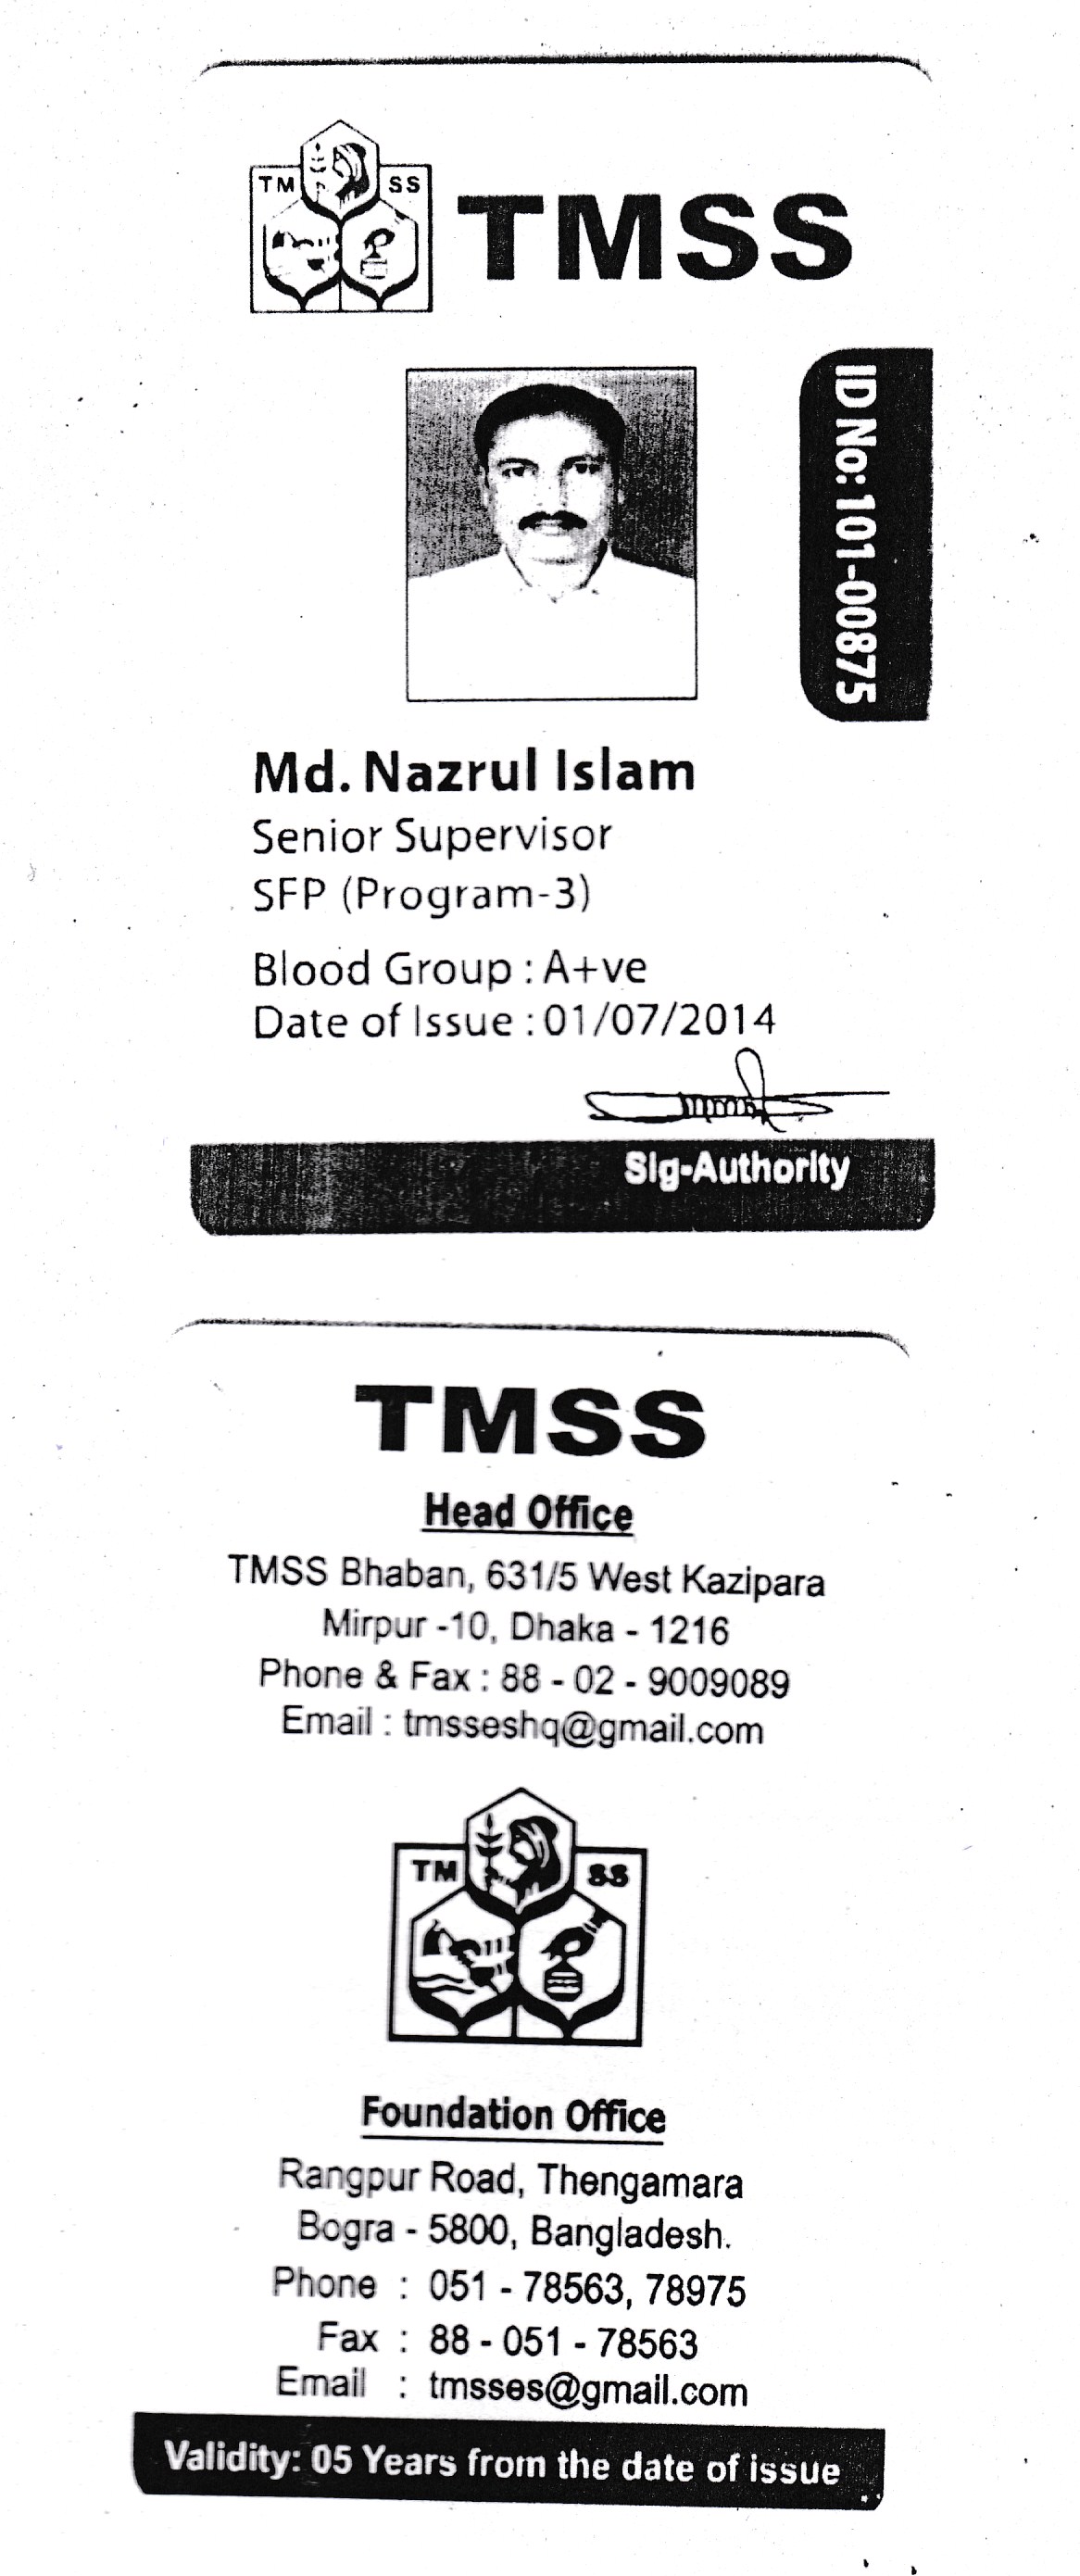 TM SS
TMSS
ID No: 101-00875
Md. Nazrul Islam
Senior Supervisor
SFP (Program-3)
Blood Group : A+ve
Date of Issue : 01/07/2014
Sig-Authority
TMSS
Head Office
TMSS Bhaban, 631/5 West Kazipara
Mirpur -10, Dhaka - 1216
Phone & Fax : 88 - 02 - 9009089
Email : tmsseshq@gmail.com
TM SS
Foundation Office
Rangpur Road, Thengamara
Bogra - 5800, Bangladesh.
Phone : 051 - 78563, 78975
Fax : 88 - 051 - 78563
Email : tmsses@gmail.com
Validity: 05 Years from the date of issue